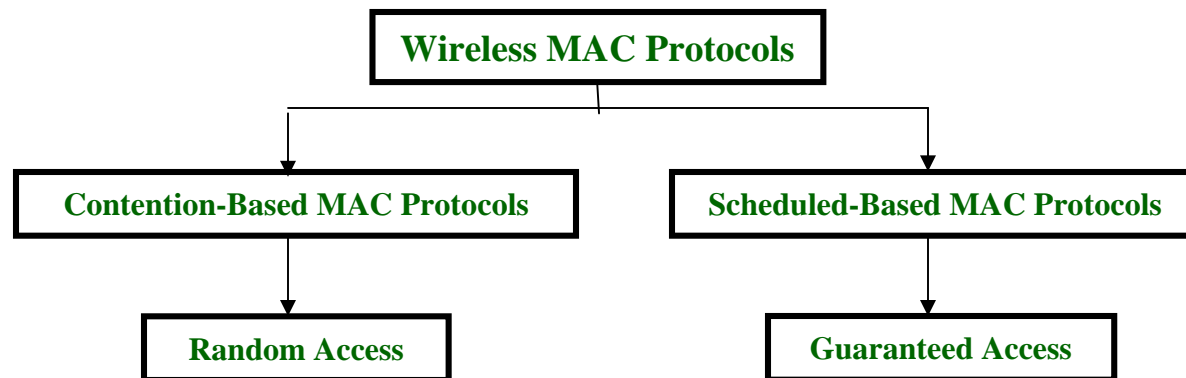 Wireless MAC Protocols
Contention-Based MAC Protocols
Scheduled-Based MAC Protocols
Random Access
Guaranteed Access